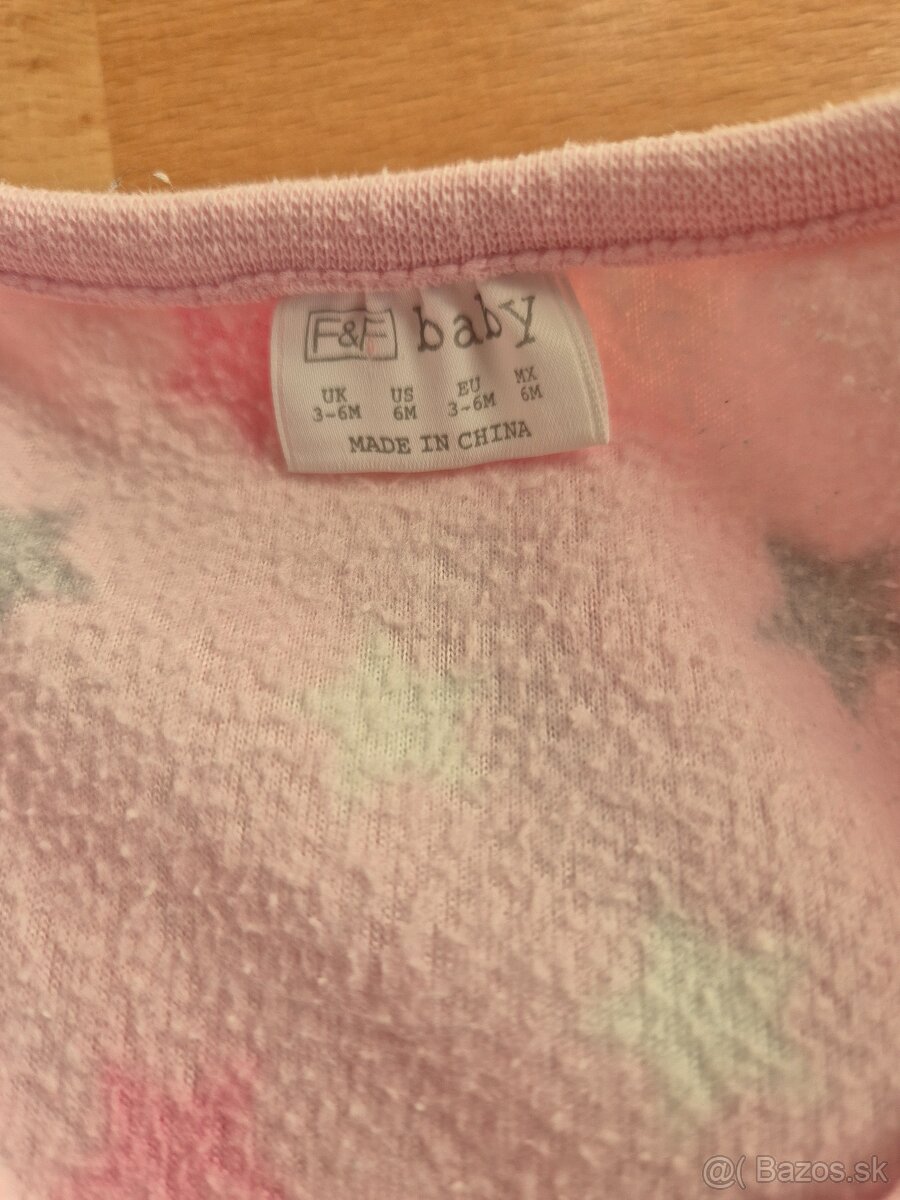 F&F baby
UK US EU MX
3-6M 6M 3-6M 6M
MADE IN CHINA
@( Bazos.sk